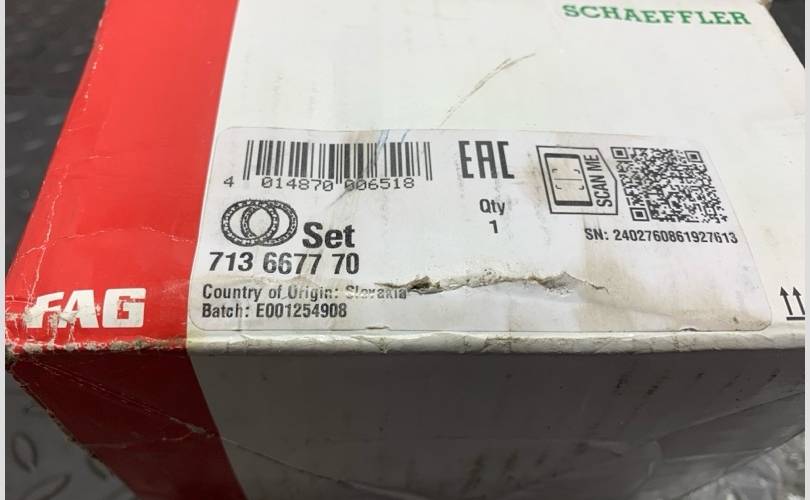 SCHAEFFLER
4 014870 006518
EAC
SCAN ME
Qty
1
SN: 2402760861927613
Set
713 6677 70
Country of Origin: Slovakia
Batch: E001254908
FAG